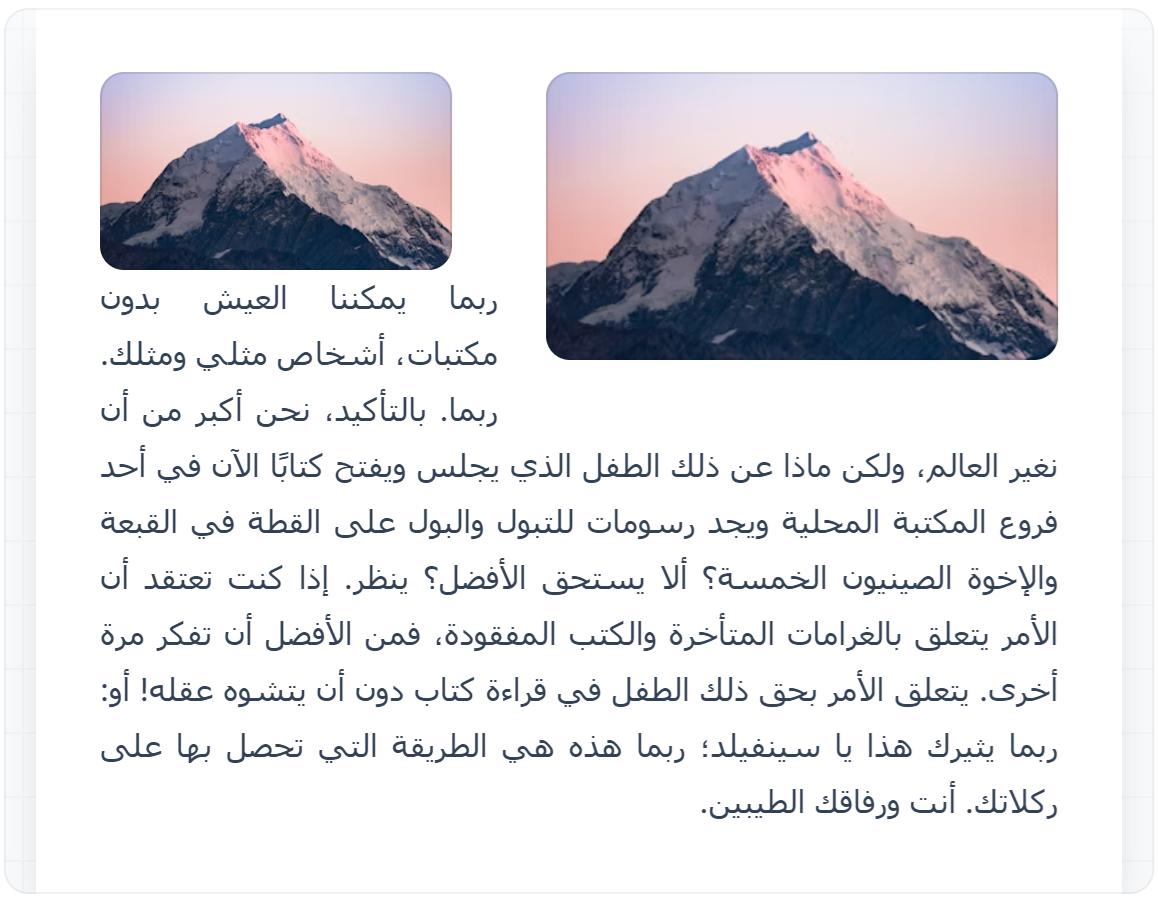 ربما يمكننا العيش بدون
مكتبات، أشخاص مثلي ومثلك.
ربما. بالتأكيد، نحن أكبر من أن
نغير العالم، ولكن ماذا عن ذلك الطفل الذي يجلس ويفتح كتابًا الآن في أحد
فروع المكتبة المحلية ويجد رسومات للتبول والبول على القطة في القبعة
والإخوة الصينيون الخمسة؟ ألا يستحق الأفضل؟ ينظر. إذا كنت تعتقد أن
الأمر يتعلق بالغرامات المتأخرة والكتب المفقودة، فمن الأفضل أن تفكر مرة
أخرى. يتعلق الأمر بحق ذلك الطفل في قراءة كتاب دون أن يتشوه عقله! أو:
ربما يثيرك هذا يا سينفيلد؛ ربما هذه هي الطريقة التي تحصل بها على
ركلاتك. أنت ورفاقك الطيبين.